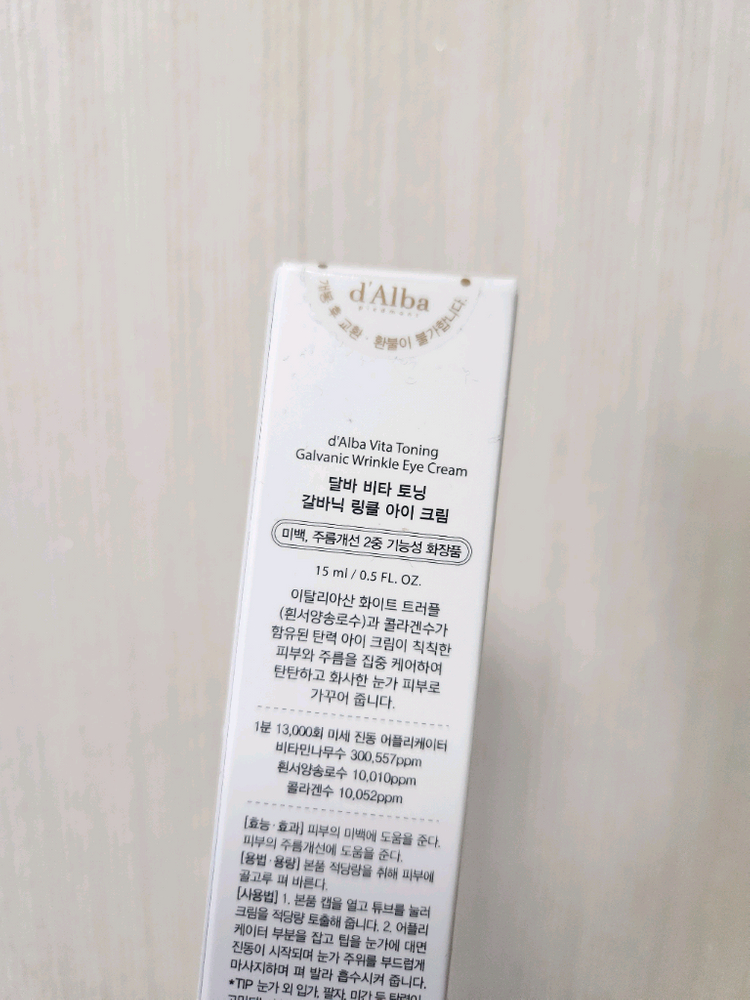 d'Alba
piedmont
개봉 후 교환 · 환불이 불가합니다.
d'Alba Vita Toning
Galvanic Wrinkle Eye Cream
달바 비타 토닝
갈바닉 링클 아이 크림
미백, 주름개선 2중 기능성 화장품
15 ml / 0.5 FL. OZ.
이탈리아산 화이트 트러플
(흰서양송로수)과 콜라겐수가
함유된 탄력 아이 크림이 칙칙한
피부와 주름을 집중 케어하여
탄탄하고 화사한 눈가 피부로
가꾸어 줍니다.
1분 13,000회 미세 진동 어플리케이터
비타민나무수 300,557ppm
흰서양송로수 10,010ppm
콜라겐수 10,052ppm
[효능·효과] 피부의 미백에 도움을 준다.
피부의 주름개선에 도움을 준다.
[용법·용량] 본품 적당량을 취해 피부에
골고루 펴 바른다.
[사용법] 1. 본품 캡을 열고 튜브를 눌러
크림을 적당량 토출해 줍니다. 2. 어플리
케이터 부분을 잡고 팁을 눈가에 대면
진동이 시작되며 눈가 주위를 부드럽게
마사지하며 펴 발라 흡수시켜 줍니다.
*TIP 눈가 외 입가, 팔자, 미간 등 탄력이